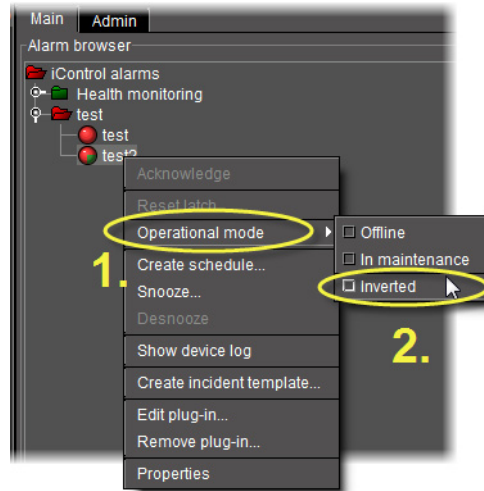 Main Admin
Alarm browser
iControl alarms
Health monitoring
test
test
test2
Acknowledge
Reset latch
Operational mode
Offline
In maintenance
Inverted
1.
2.
Create schedule...
Snooze...
Desnooze
Show device log
Create incident template...
Edit plug-in...
Remove plug-in...
Properties